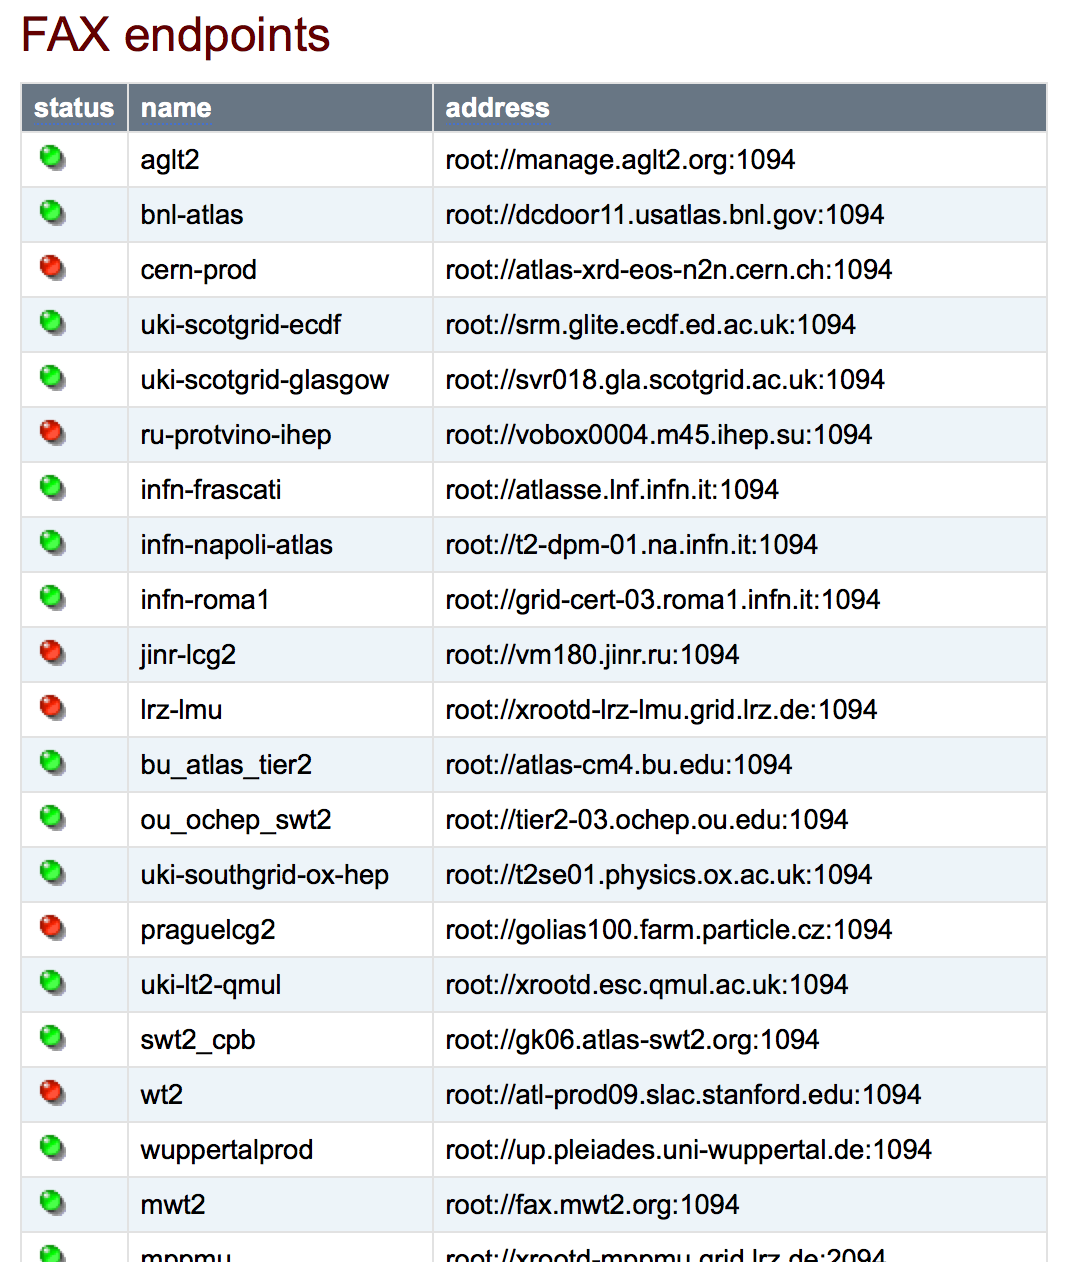 FAX endpoints
status name address
aglt2 root://manage.aglt2.org:1094
bnl-atlas root://dcdoor11.usatlas.bnl.gov:1094
cern-prod root://atlas-xrd-eos-n2n.cern.ch:1094
uki-scotgrid-ecdf root://srm.glite.ecdf.ed.ac.uk:1094
uki-scotgrid-glasgow root://svr018.gla.scotgrid.ac.uk:1094
ru-protvino-ihep root://vobox0004.m45.ihep.su:1094
infn-frascati root://atlasse.lnf.infn.it:1094
infn-napoli-atlas root://t2-dpm-01.na.infn.it:1094
infn-roma1 root://grid-cert-03.roma1.infn.it:1094
jinr-lcg2 root://vm180.jinr.ru:1094
lrz-lmu root://xrootd-lrz-lmu.grid.lrz.de:1094
bu_atlas_tier2 root://atlas-cm4.bu.edu:1094
ou_ochep_swt2 root://tier2-03.ochep.ou.edu:1094
uki-southgrid-ox-hep root://t2se01.physics.ox.ac.uk:1094
praguelcg2 root://golias100.farm.particle.cz:1094
uki-lt2-qmul root://xrootd.esc.qmul.ac.uk:1094
swt2_cpb root://gk06.atlas-swt2.org:1094
wt2 root://atl-prod09.slac.stanford.edu:1094
wuppertalprod root://up.pleiades.uni-wuppertal.de:1094
mwt2 root://fax.mwt2.org:1094
mppmu root://xrootd-mppmu.grid.lrz.de:2094